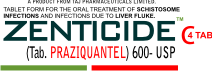 A PRODUCT FROM TAJ PHARMACEUTICALS LIMITED.
TABLET FORM FOR THE ORAL TREATMENT OF SCHISTOSOME
INFECTIONS AND INFECTIONS DUE TO LIVER FLUKE.
ZENTICIDE™ C4 TAB
(Tab. PRAZIQUANTEL) 600- USP